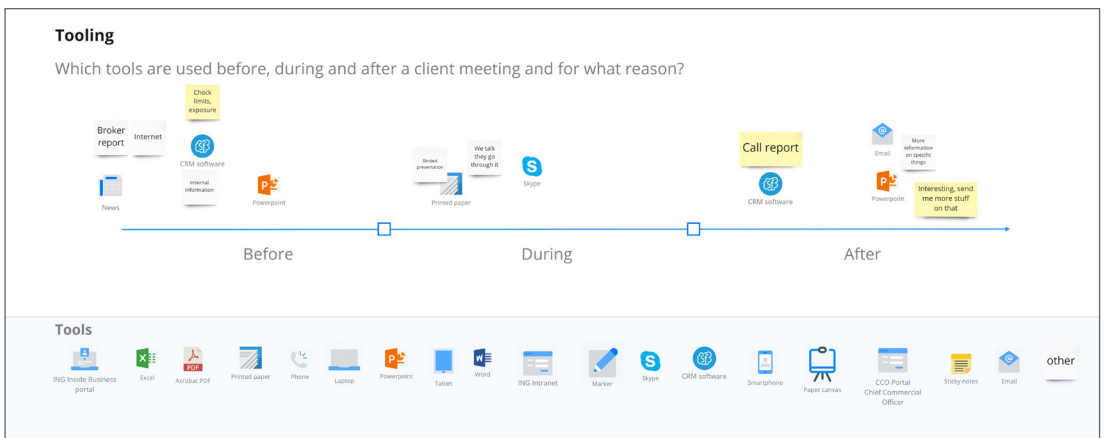 Tooling
Which tools are used before, during and after a client meeting and for what reason?
Check
limits,
exposure
Broker
report
Internet
CRM software
News
Internal
information
Powerpoint
Binded
presentation
We talk
they go
through it
Printed paper
Skype
Call report
CRM software
Email
More
information
on specific
things
Powerpoint
Interesting, send
me more stuff
on that
Before
During
After
Tools
ING Inside Business
portal
Excel
PDF
Acrobat PDF
Printed paper
Phone
Laptop
Powerpoint
Tablet
Word
ING Intranet
Marker
Skype
CRM software
Smartphone
Paper canvas
CCO Portal
Chief Commercial
Officer
Sticky notes
Email
other